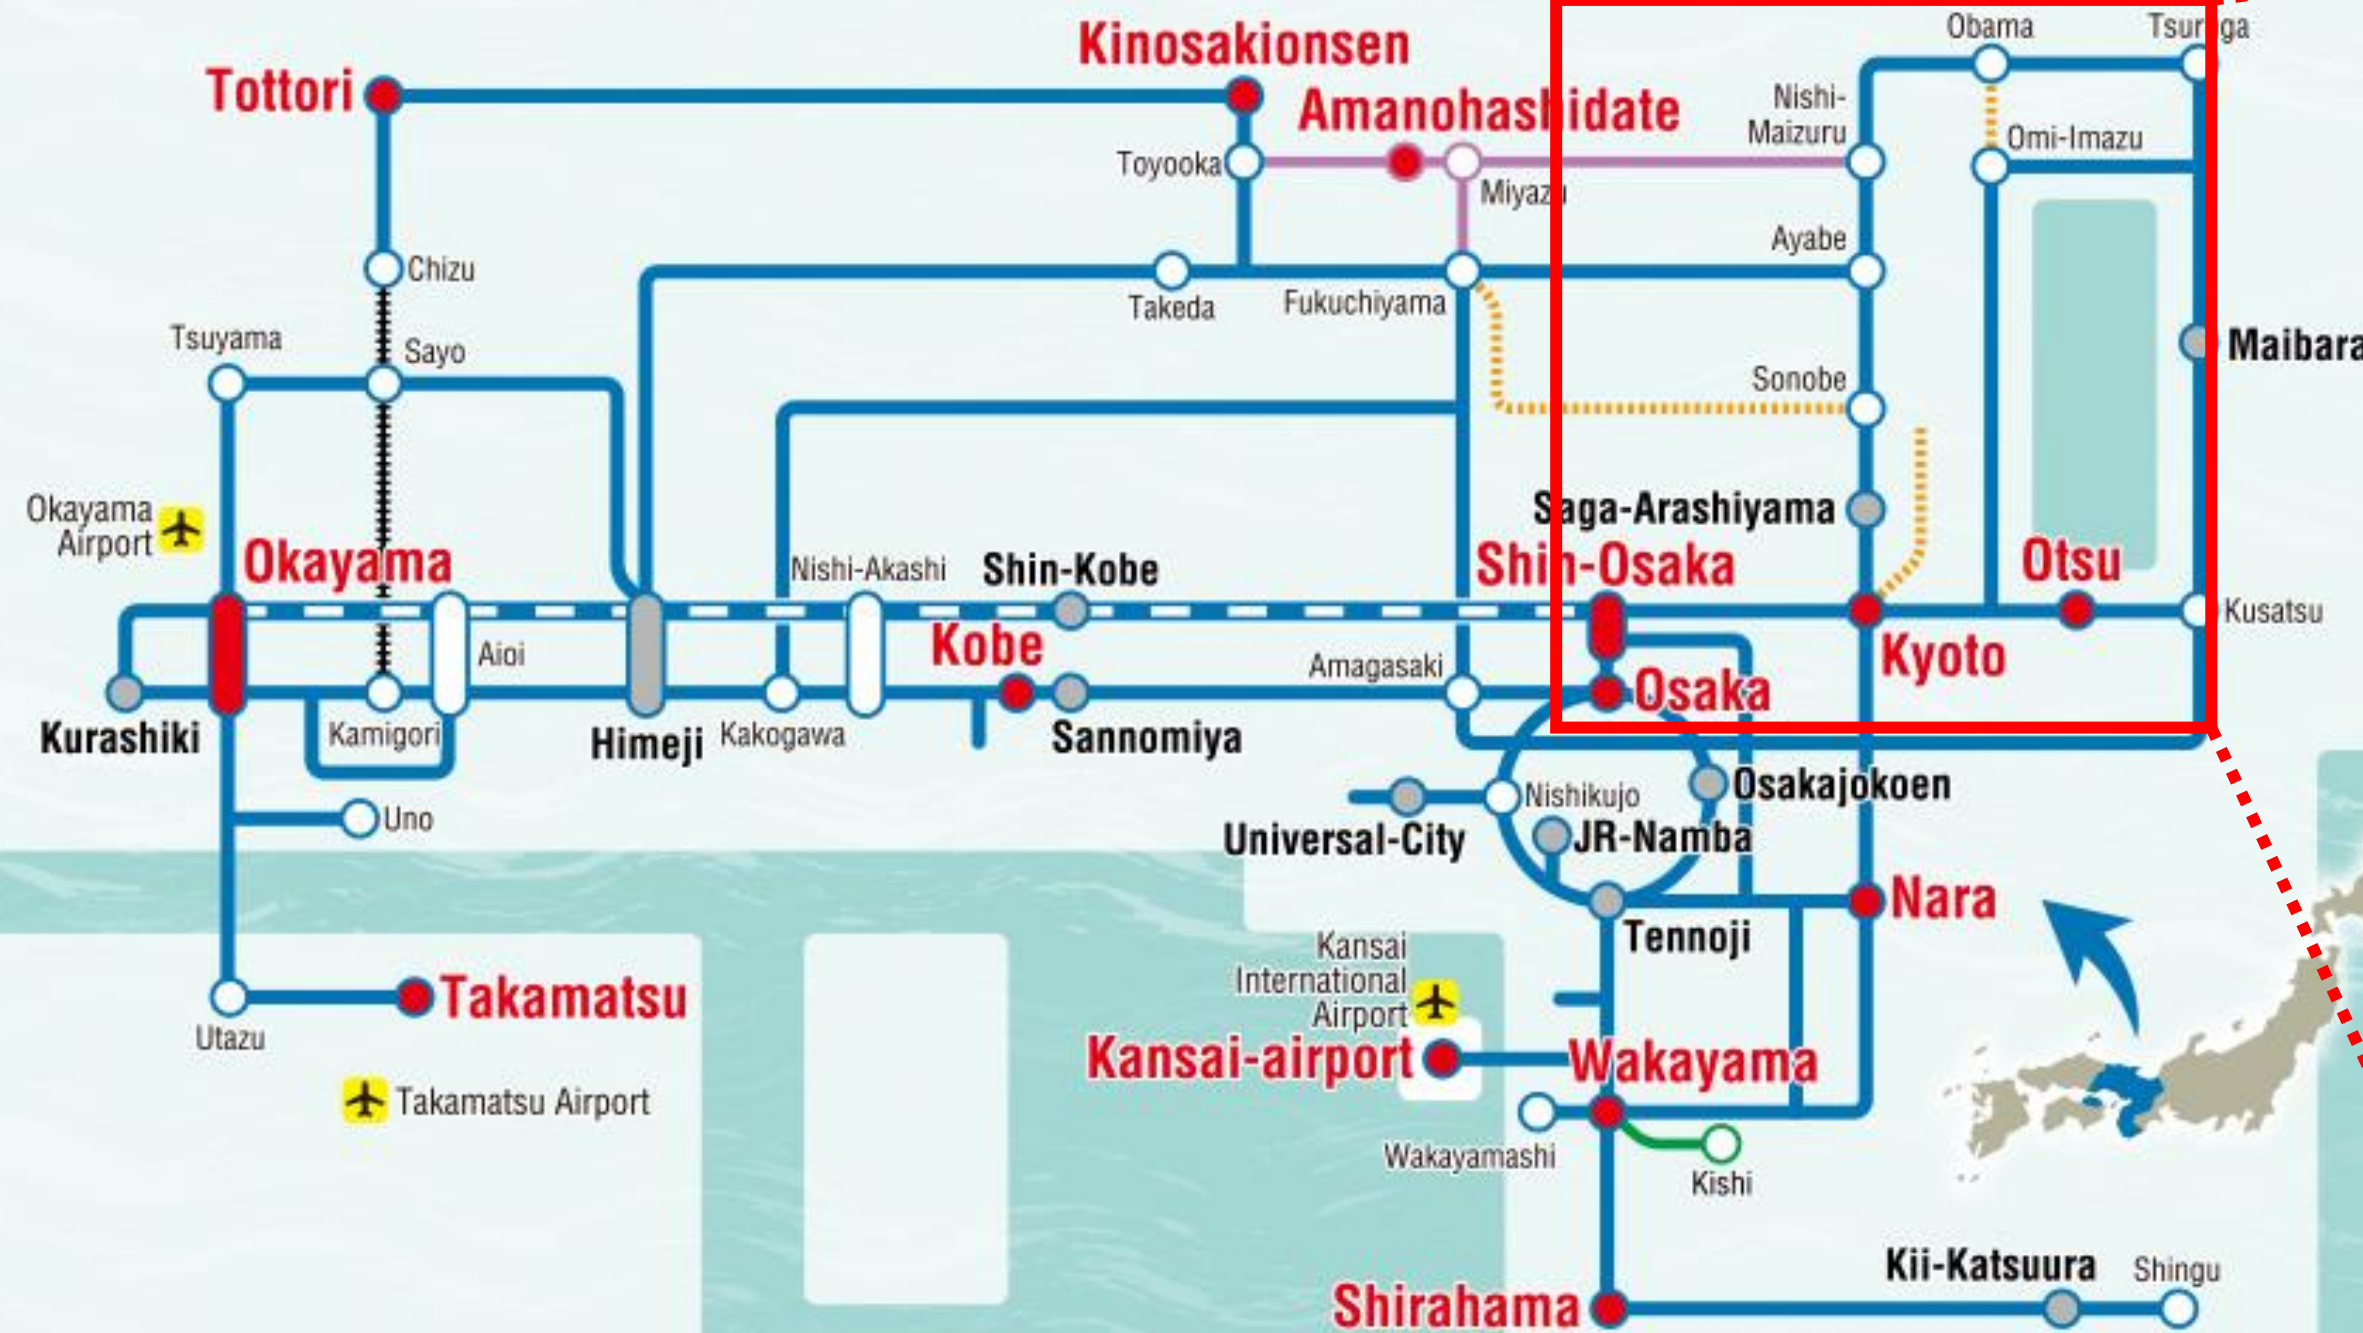 Obama
Tsuruga
Kinosakionsen
Tottori
Amanohashidate
Nishi-
Maizuru
Omi-Imazu
Toyooka
Miyazu
Ayabe
Chizu
Takeda
Fukuchiyama
Tsuyama
Sayo
Maibara
Sonobe
Okayama
Airport
Saga-Arashiyama
Okayama
Nishi-Akashi
Shin-Kobe
Shin-Osaka
Otsu
Kusatsu
Aioi
Kobe
Amagasaki
Kyoto
Osaka
Kurashiki
Kamigori
Himeji
Kakogawa
Sannomiya
Uno
Nishikujo
Osakajokoen
Universal-City
JR-Namba
Nara
Tennoji
Kansai
International
Airport
Takamatsu
Utazu
Kansai-airport
Wakayama
Takamatsu Airport
Wakayamashi
Kishi
Kii-Katsuura
Shingu
Shirahama